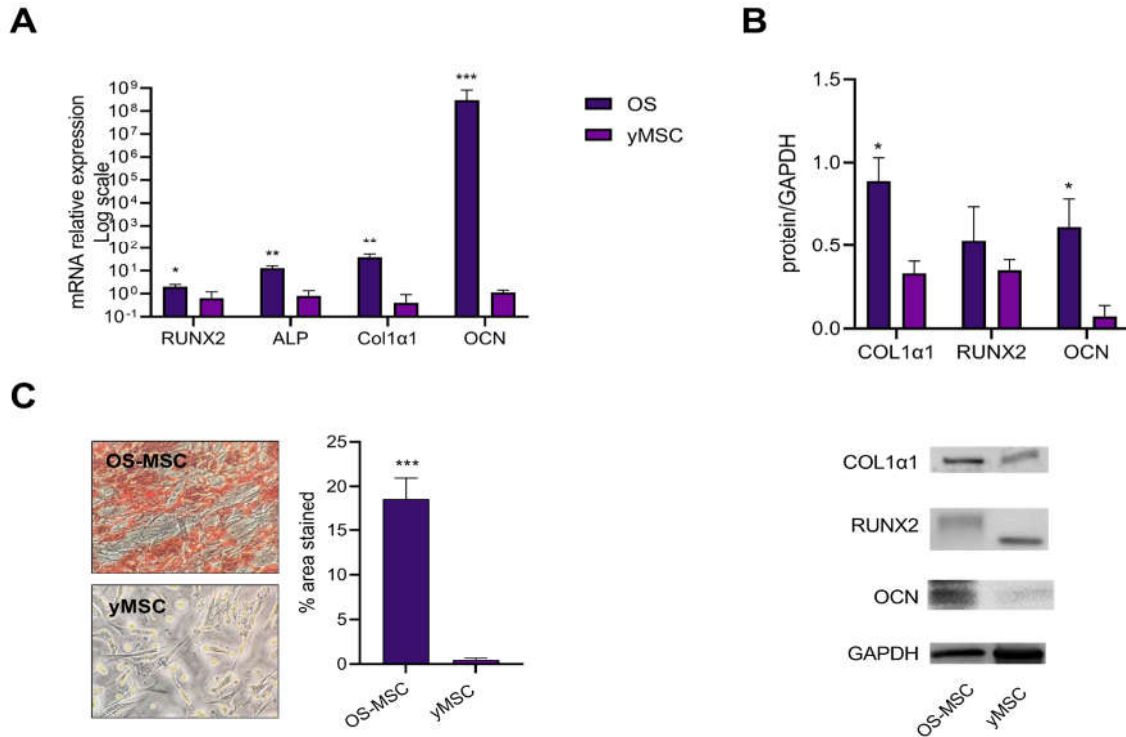 A
mRNA relative expression
Log scale
10⁹
10⁸
10⁷
10⁶
10⁵
10⁴
10³
10²
10¹
10⁰
10⁻¹
*
**
**
***
RUNX2 ALP Col1α1 OCN
OS
yMSC
B
protein/GAPDH
1.5
1.0
0.5
0.0
*
*
COL1α1 RUNX2 OCN
C
OS-MSC
yMSC
% area stained
25
20
15
10
5
0
***
OS-MSC yMSC
COL1α1
RUNX2
OCN
GAPDH
OS-MSC yMSC